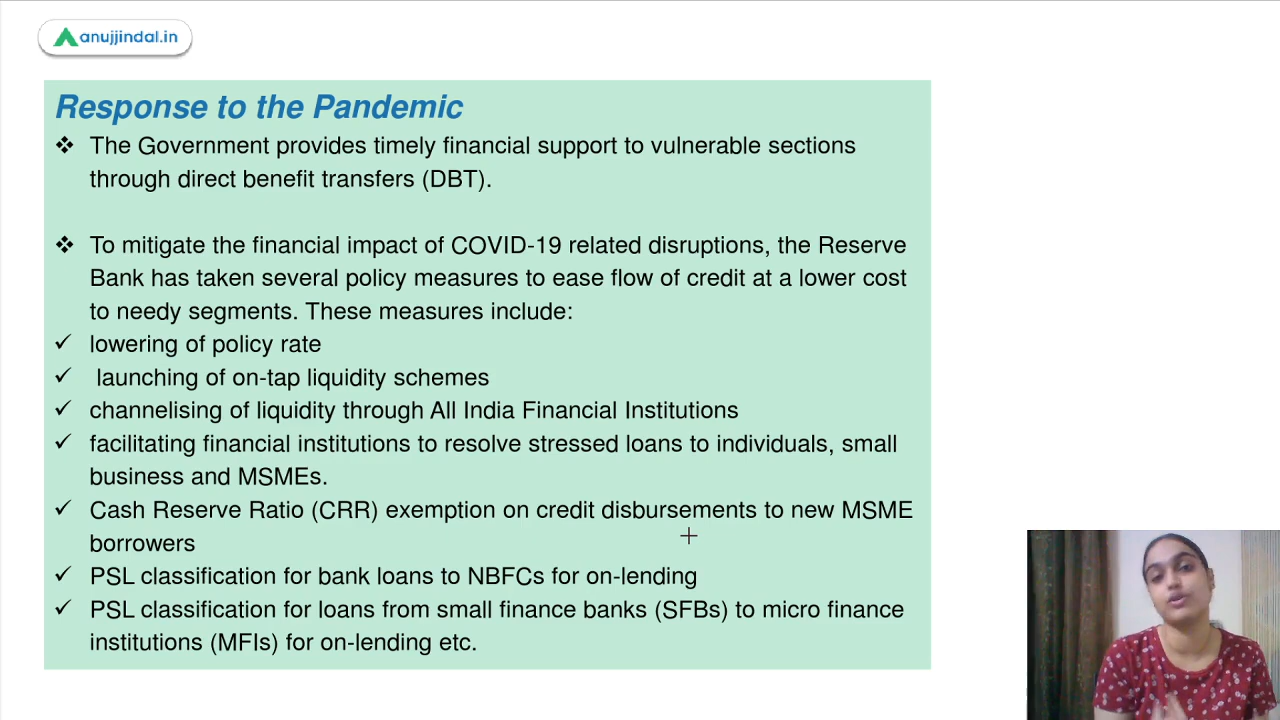 anujjindal.in
Response to the Pandemic
❖ The Government provides timely financial support to vulnerable sections
through direct benefit transfers (DBT).
❖ To mitigate the financial impact of COVID-19 related disruptions, the Reserve
Bank has taken several policy measures to ease flow of credit at a lower cost
to needy segments. These measures include:
✓ lowering of policy rate
✓ launching of on-tap liquidity schemes
✓ channelising of liquidity through All India Financial Institutions
✓ facilitating financial institutions to resolve stressed loans to individuals, small
business and MSMEs.
✓ Cash Reserve Ratio (CRR) exemption on credit disbursements to new MSME
borrowers
✓ PSL classification for bank loans to NBFCs for on-lending
✓ PSL classification for loans from small finance banks (SFBs) to micro finance
institutions (MFIs) for on-lending etc.